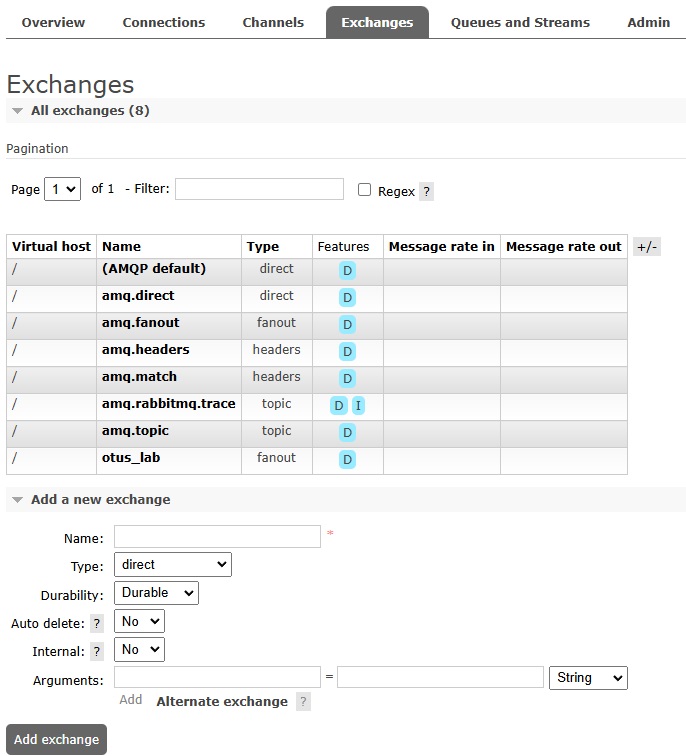 Overview Connections Channels Exchanges Queues and Streams Admin
Exchanges
All exchanges (8)
Pagination
Page 1 of 1 - Filter: Regex ?
Virtual host Name Type Features Message rate in Message rate out +/-
/ (AMQP default) direct D
/ amq.direct direct D
/ amq.fanout fanout D
/ amq.headers headers D
/ amq.match headers D
/ amq.rabbitmq.trace topic D I
/ amq.topic topic D
/ otus_lab fanout D
Add a new exchange
Name: *
Type: direct
Durability: Durable
Auto delete: ? No
Internal: ? No
Arguments: = String
Add Alternate exchange ?
Add exchange